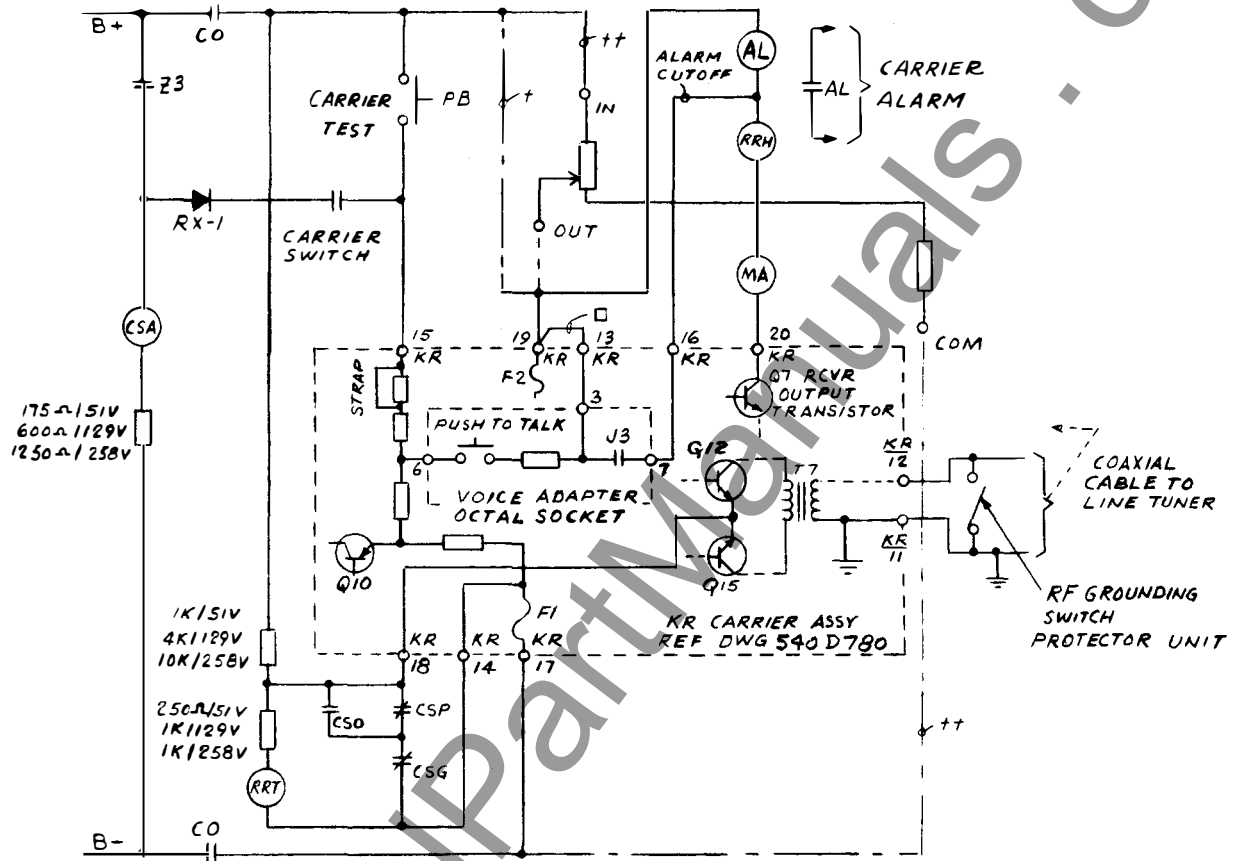 B+
CO
Z3
CARRIER
TEST
PB
+
++
IN
OUT
ALARM
CUTOFF
AL
AL
CARRIER
ALARM
RRH
RX-1
CARRIER
SWITCH
MA
CSA
COM
15
KR
19
KR
13
KR
16
KR
20
KR
175Ω/51V
600Ω/129V
1250Ω/258V
STRAP
F2
Q7 RCVR
OUTPUT
TRANSISTOR
3
PUSH TO TALK
J3
6
7
VOICE ADAPTER
OCTAL SOCKET
Q12
T7
KR
12
KR
11
COAXIAL
CABLE TO
LINE TUNER
Q10
Q15
F1
KR CARRIER ASSY
REF DWG 540D780
RF GROUNDING
SWITCH
PROTECTOR UNIT
1K/51V
4K/129V
10K/258V
KR
18
KR
14
KR
17
250Ω/51V
1K/129V
1K/258V
CSO
CSP
CSG
RRT
++
B-
CO